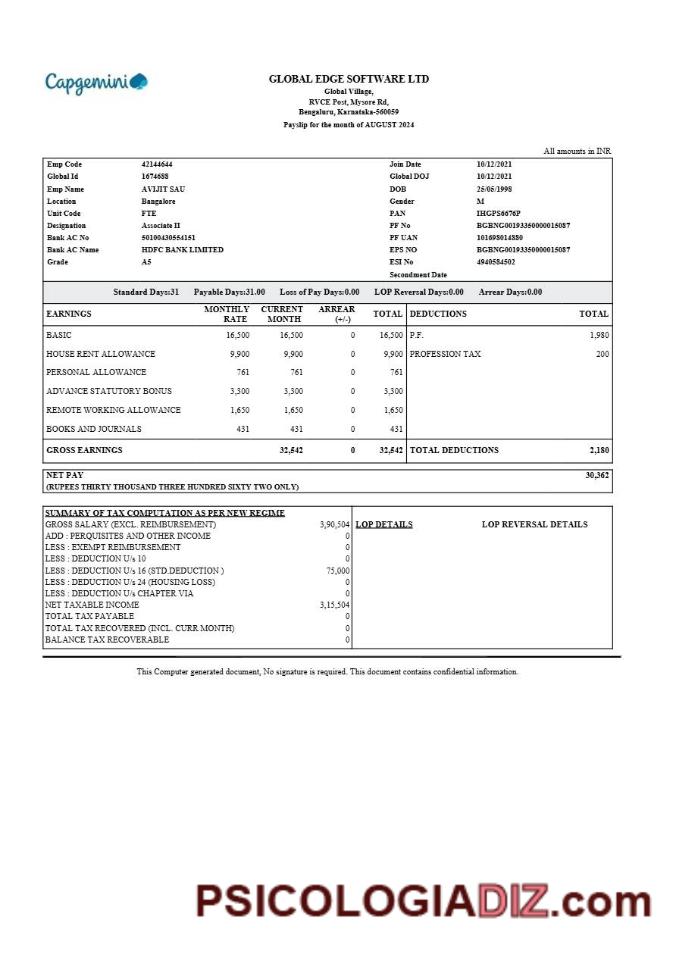 Capgemini
GLOBAL EDGE SOFTWARE LTD
Global Village,
RVCE Post, Mysore Rd,
Bengaluru, Karnataka-560059
Payslip for the month of AUGUST 2024
All amounts in INR
Emp Code 42144644 Join Date 10/12/2021
Global Id 1674688 Global DOJ 10/12/2021
Emp Name AVIJIT SAU DOB 25/05/1998
Location Bangalore Gender M
Unit Code FTE PAN IHGPS6676P
Designation Associate II PF No BGBNG00193350000015087
Bank AC No 50100430554151 PF UAN 101698014880
Bank AC Name HDFC BANK LIMITED EPS NO BGBNG00193350000015087
Grade A5 ESI No 4940584502
Secondment Date
Standard Days:31 Payable Days:31.00 Loss of Pay Days:0.00 LOP Reversal Days:0.00 Arrear Days:0.00
EARNINGS MONTHLY RATE CURRENT MONTH ARREAR (+/-) TOTAL DEDUCTIONS TOTAL
BASIC 16,500 16,500 0 16,500 P.F. 1,980
HOUSE RENT ALLOWANCE 9,900 9,900 0 9,900 PROFESSION TAX 200
PERSONAL ALLOWANCE 761 761 0 761
ADVANCE STATUTORY BONUS 3,300 3,300 0 3,300
REMOTE WORKING ALLOWANCE 1,650 1,650 0 1,650
BOOKS AND JOURNALS 431 431 0 431
GROSS EARNINGS 32,542 0 32,542 TOTAL DEDUCTIONS 2,180
NET PAY 30,362
(RUPEES THIRTY THOUSAND THREE HUNDRED SIXTY TWO ONLY)
SUMMARY OF TAX COMPUTATION AS PER NEW REGIME
GROSS SALARY (EXCL. REIMBURSEMENT) 3,90,504 LOP DETAILS LOP REVERSAL DETAILS
ADD : PERQUISITES AND OTHER INCOME 0
LESS : EXEMPT REIMBURSEMENT 0
LESS : DEDUCTION U/s 10 0
LESS : DEDUCTION U/s 16 (STD.DEDUCTION ) 75,000
LESS : DEDUCTION U/s 24 (HOUSING LOSS) 0
LESS : DEDUCTION U/s CHAPTER VIA 0
NET TAXABLE INCOME 3,15,504
TOTAL TAX PAYABLE 0
TOTAL TAX RECOVERED (INCL. CURR.MONTH) 0
BALANCE TAX RECOVERABLE 0
This Computer generated document, No signature is required. This document contains confidential information.
PSICOLOGIADIZ.com